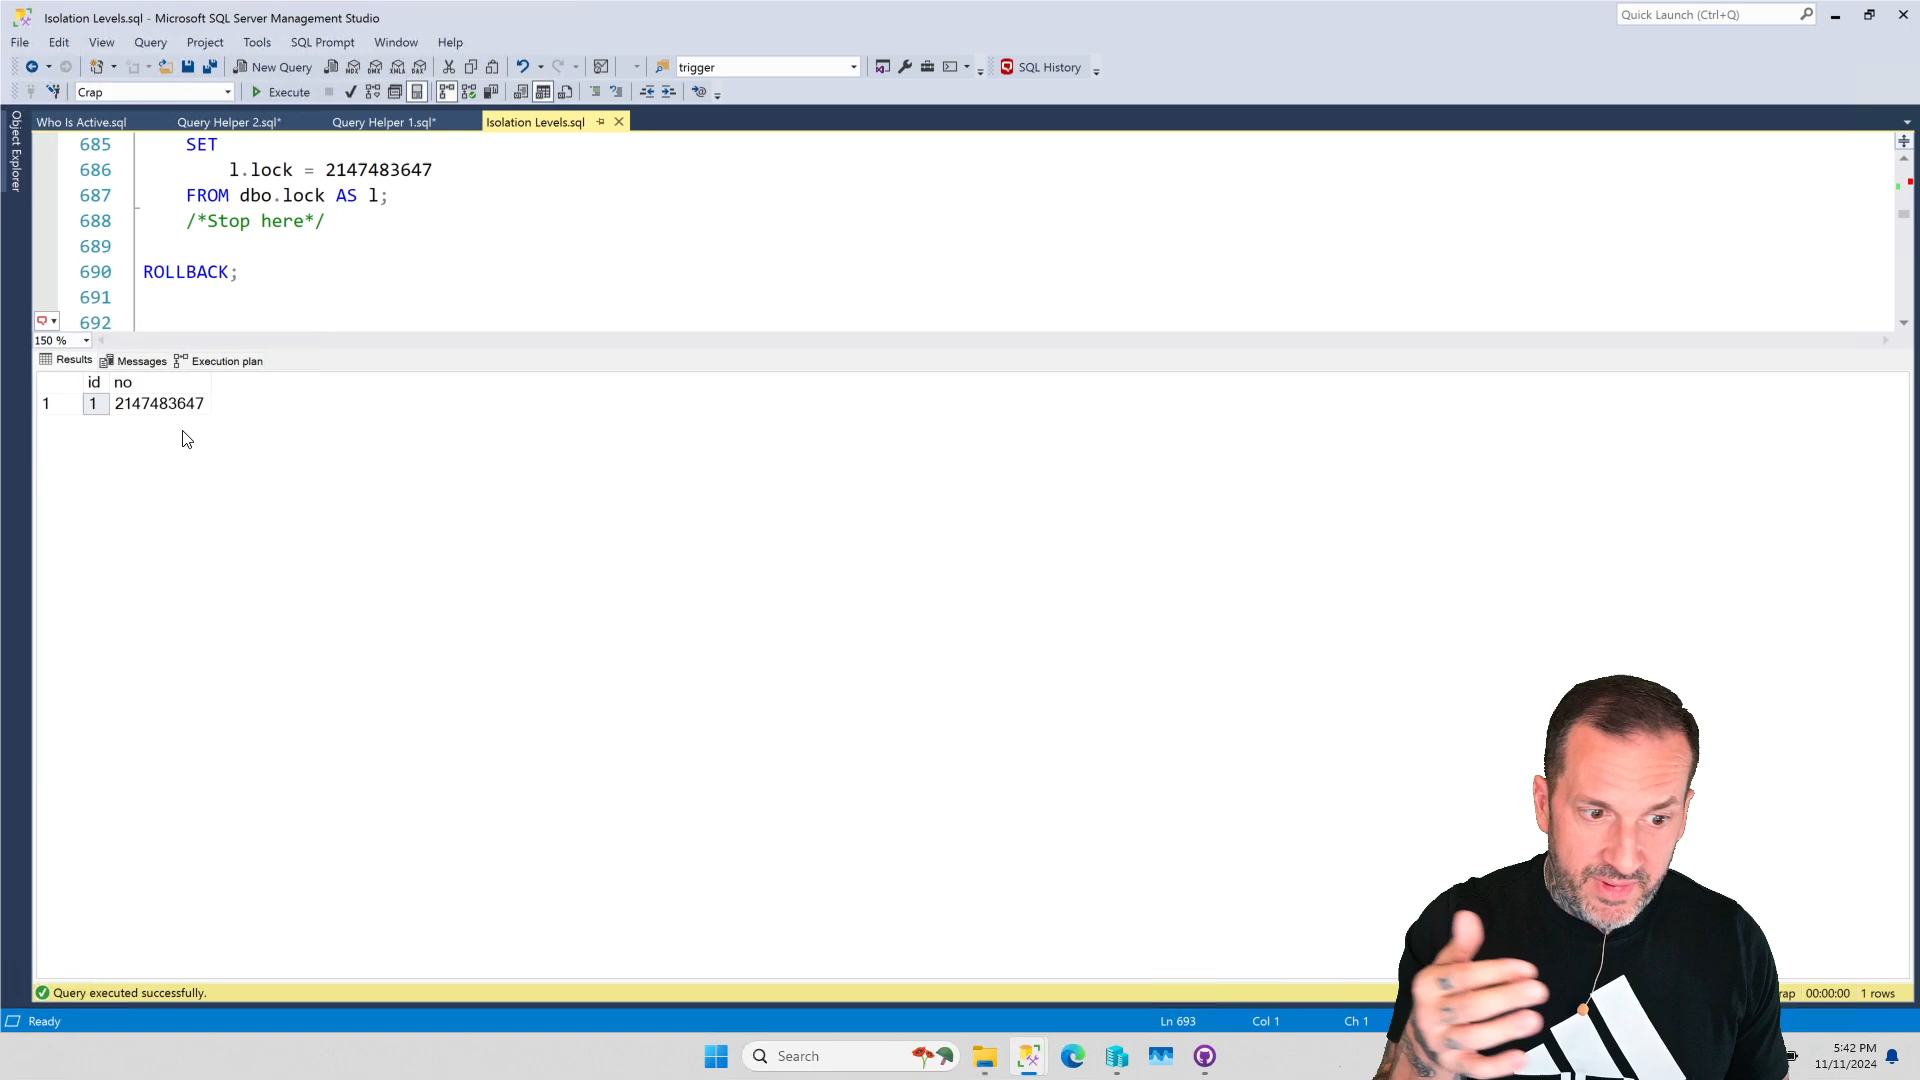 Isolation Levels.sql - Microsoft SQL Server Management Studio
Quick Launch (Ctrl+Q)
File Edit View Query Project Tools SQL Prompt Window Help
New Query MDX DMX XMLA DAX trigger SQL History
Crap Execute
Who Is Active.sql Query Helper 2.sql* Query Helper 1.sql* Isolation Levels.sql
Object Explorer
685 SET
686 l.lock = 2147483647
687 FROM dbo.lock AS l;
688 /*Stop here*/
689
690 ROLLBACK;
691
692
150 %
Results Messages Execution plan
id no
1 1 2147483647
Query executed successfully.
rap 00:00:00 1 rows
Ready Ln 693 Col 1 Ch 1
Search
5:42 PM
11/11/2024